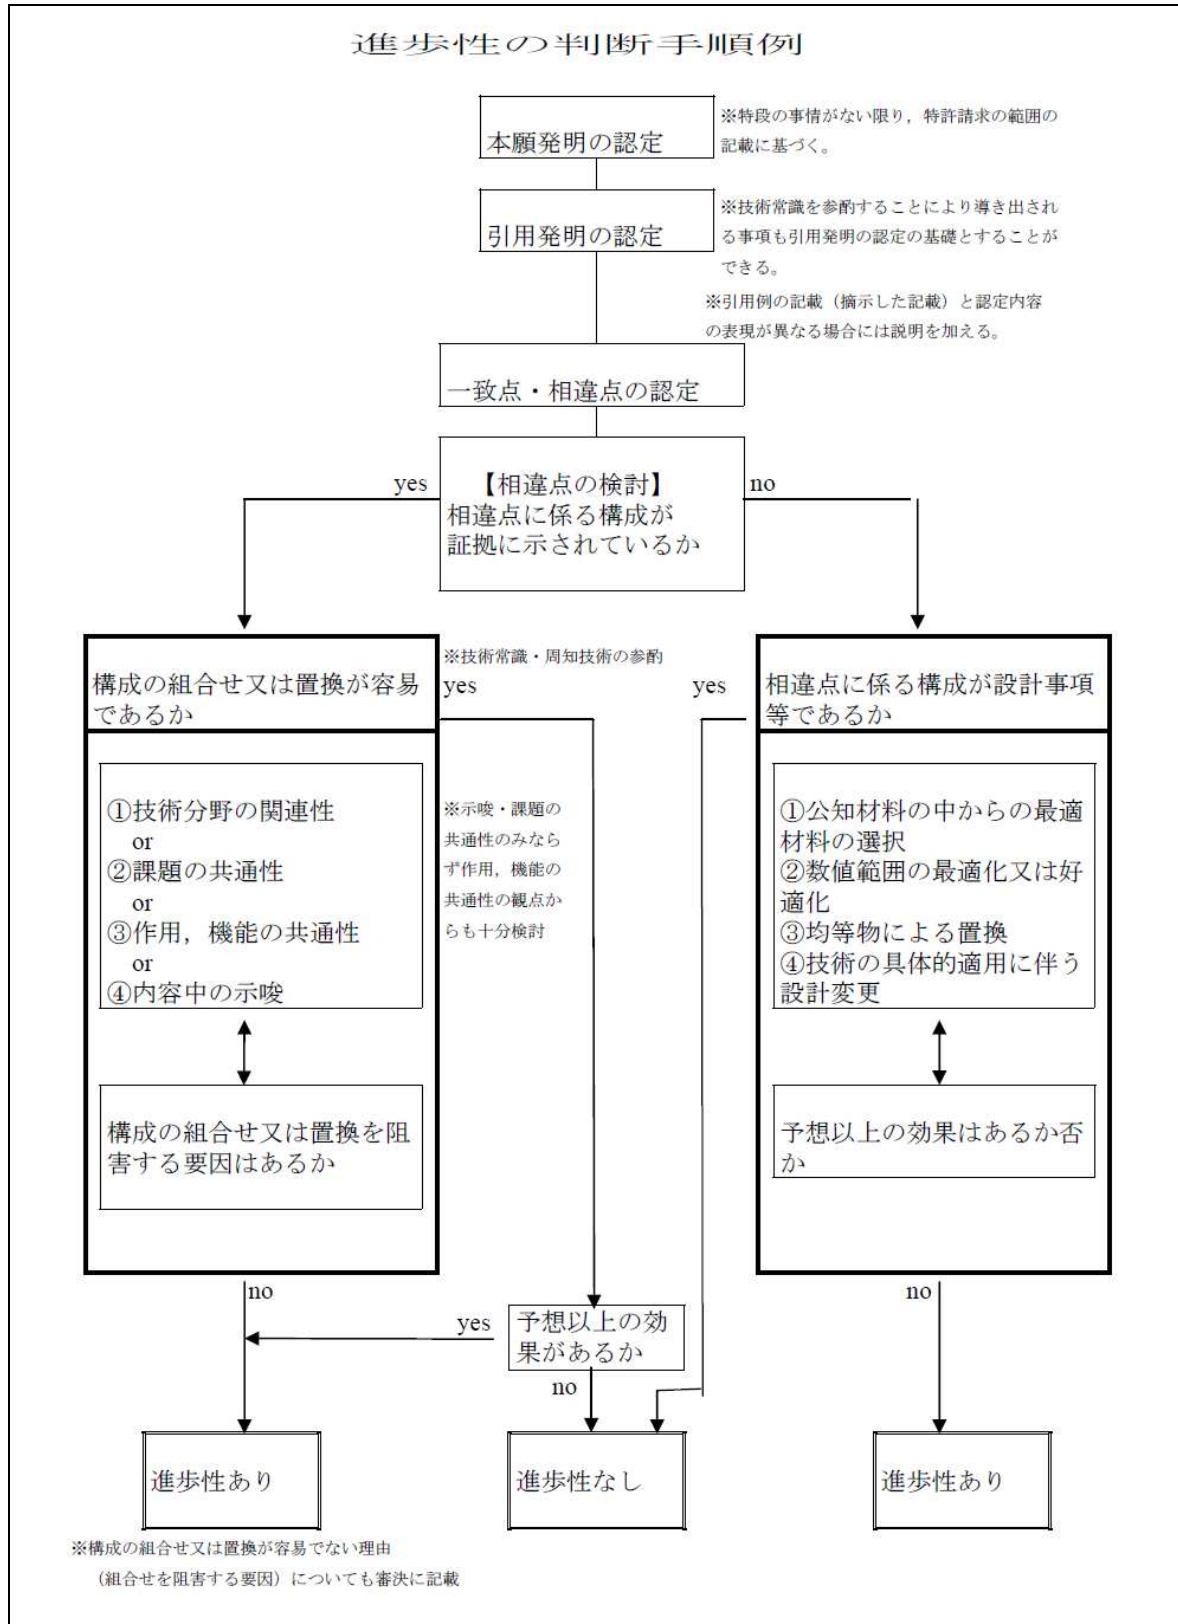 進歩性の判断手順例
本願発明の認定
※特段の事情がない限り，特許請求の範囲の
記載に基づく。
引用発明の認定
※技術常識を参酌することにより導き出され
る事項も引用発明の認定の基礎とすることが
できる。
※引用例の記載（摘示した記載）と認定内容
の表現が異なる場合には説明を加える。
一致点・相違点の認定
yes
【相違点の検討】
相違点に係る構成が
証拠に示されているか
no
構成の組合せ又は置換が容易
であるか
※技術常識・周知技術の参酌
yes
yes
相違点に係る構成が設計事項
等であるか
①技術分野の関連性
or
②課題の共通性
or
③作用，機能の共通性
or
④内容中の示唆
※示唆・課題の
共通性のみなら
ず作用，機能の
共通性の観点か
らも十分検討
①公知材料の中からの最適
材料の選択
②数値範囲の最適化又は好
適化
③均等物による置換
④技術の具体的適用に伴う
設計変更
構成の組合せ又は置換を阻
害する要因はあるか
予想以上の効果はあるか否
か
no
no
yes
予想以上の効
果があるか
no
進歩性あり
進歩性なし
進歩性あり
※構成の組合せ又は置換が容易でない理由
（組合せを阻害する要因）についても審決に記載